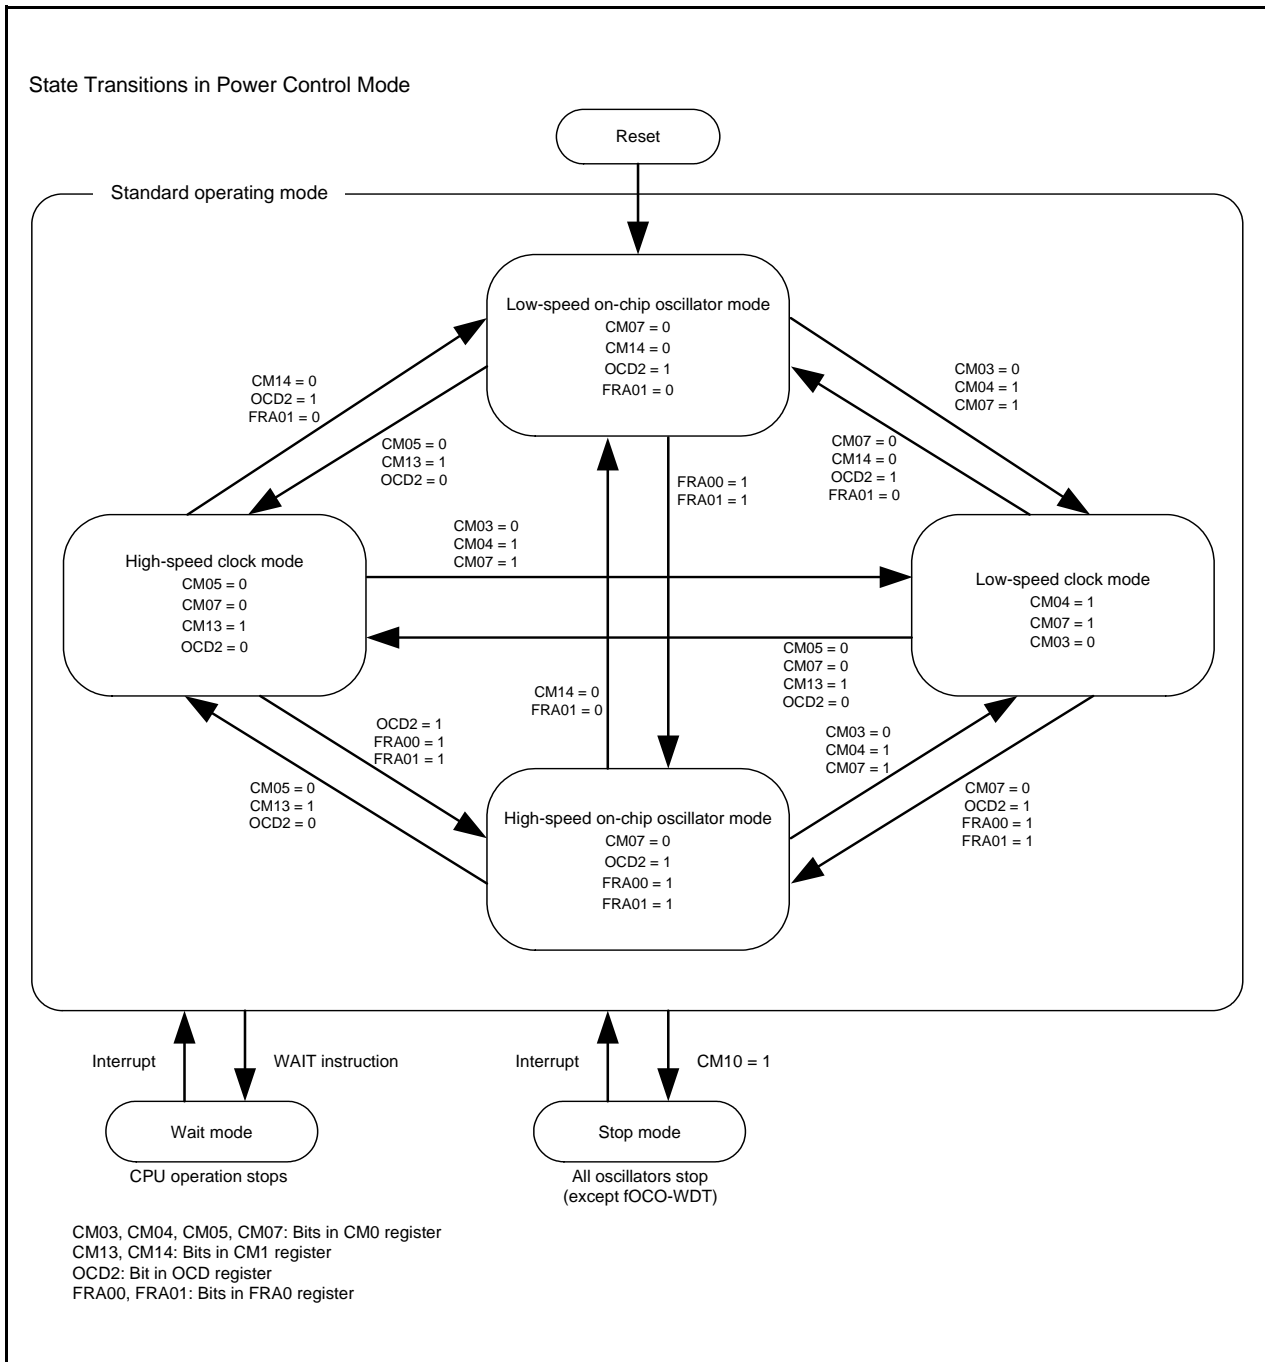 State Transitions in Power Control Mode
Reset
Standard operating mode
Low-speed on-chip oscillator mode
CM07 = 0
CM14 = 0
OCD2 = 1
FRA01 = 0
CM14 = 0
OCD2 = 1
FRA01 = 0
CM05 = 0
CM13 = 1
OCD2 = 0
CM03 = 0
CM04 = 1
CM07 = 1
CM07 = 0
CM14 = 0
OCD2 = 1
FRA01 = 0
FRA00 = 1
FRA01 = 1
CM03 = 0
CM04 = 1
CM07 = 1
High-speed clock mode
CM05 = 0
CM07 = 0
CM13 = 1
OCD2 = 0
Low-speed clock mode
CM04 = 1
CM07 = 1
CM03 = 0
CM05 = 0
CM07 = 0
CM13 = 1
OCD2 = 0
CM14 = 0
FRA01 = 0
OCD2 = 1
FRA00 = 1
FRA01 = 1
CM03 = 0
CM04 = 1
CM07 = 1
CM05 = 0
CM13 = 1
OCD2 = 0
CM07 = 0
OCD2 = 1
FRA00 = 1
FRA01 = 1
High-speed on-chip oscillator mode
CM07 = 0
OCD2 = 1
FRA00 = 1
FRA01 = 1
Interrupt
WAIT instruction
Interrupt
CM10 = 1
Wait mode
Stop mode
CPU operation stops
All oscillators stop
(except fOCO-WDT)
CM03, CM04, CM05, CM07: Bits in CM0 register
CM13, CM14: Bits in CM1 register
OCD2: Bit in OCD register
FRA00, FRA01: Bits in FRA0 register